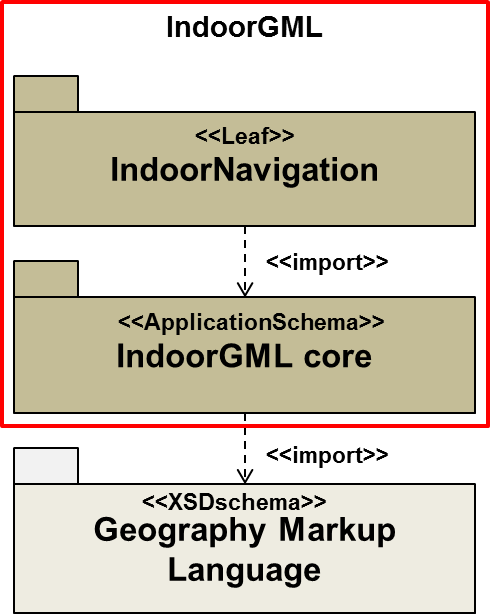 IndoorGML
<<Leaf>>
IndoorNavigation
<<import>>
<<ApplicationSchema>>
IndoorGML core
<<import>>
<<XSDschema>>
Geography Markup
Language